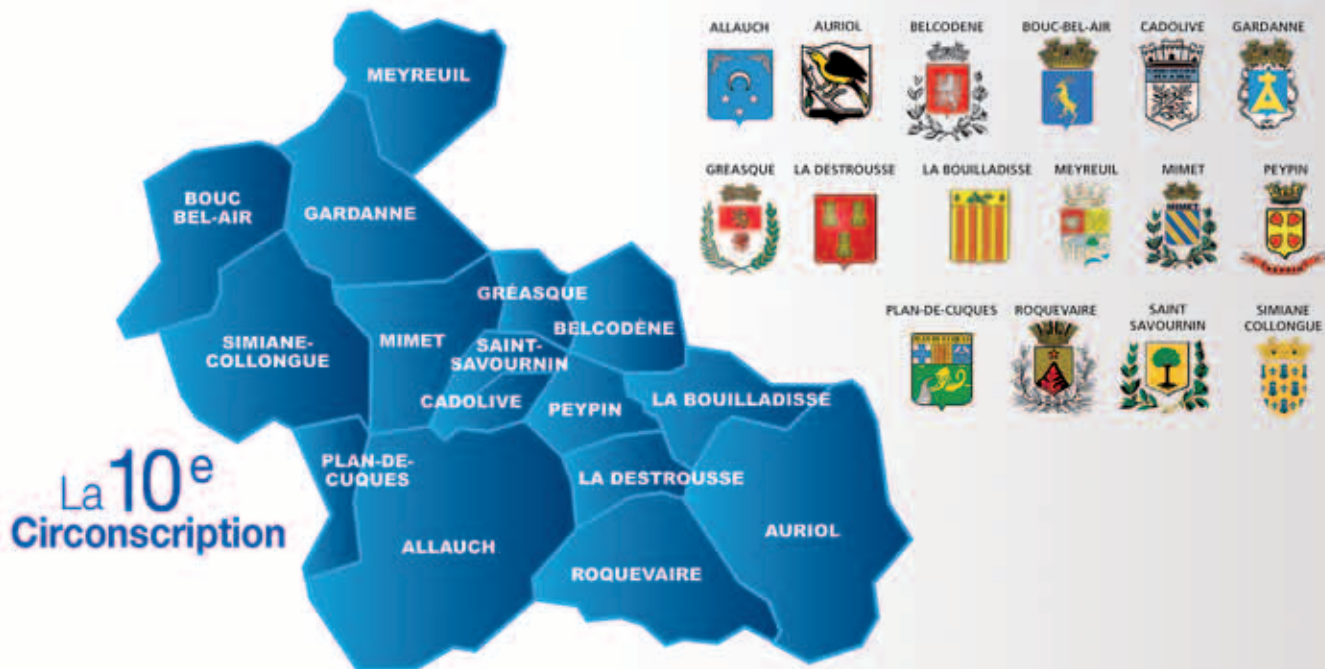 MEYREUIL
BOUC
BEL-AIR
GARDANNE
GRÉASQUE
BELCODÈNE
SIMIANE-
COLLONGUE
MIMET
SAINT-
SAVOURNIN
CADOLIVE
PEYPIN
LA BOUILLADISSE
PLAN-DE-
CUQUES
LA DESTROUSSE
AURIOL
ALLAUCH
ROQUEVAIRE
La 10e
Circonscription
ALLAUCH AURIOL BELCODENE BOUC-BEL-AIR CADOLIVE GARDANNE
GREASQUE LA DESTROUSSE LA BOUILLADISSE MEYREUIL MIMET PEYPIN
MIMET
PLAN-DE-CUQUES ROQUEVAIRE SAINT
SAVOURNIN SIMIANE
COLLONGUE